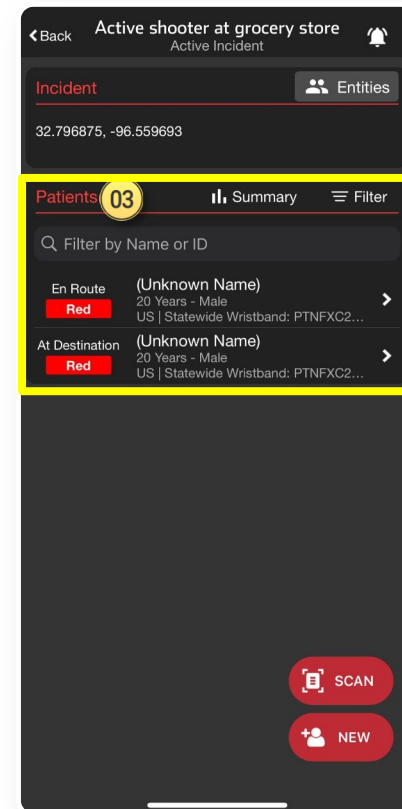 Back
Active shooter at grocery store
Active Incident
Incident
Entities
32.796875, -96.559693
Patients
03
Summary
Filter
Filter by Name or ID
En Route
Red
(Unknown Name)
20 Years - Male
US | Statewide Wristband: PTNFXC2...
At Destination
Red
(Unknown Name)
20 Years - Male
US | Statewide Wristband: PTNFXC2...
SCAN
NEW